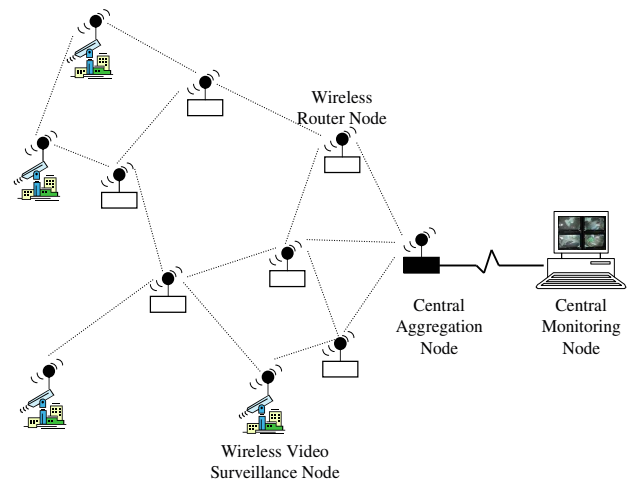 Wireless
Router Node
Central
Aggregation
Node
Central
Monitoring
Node
Wireless Video
Surveillance Node